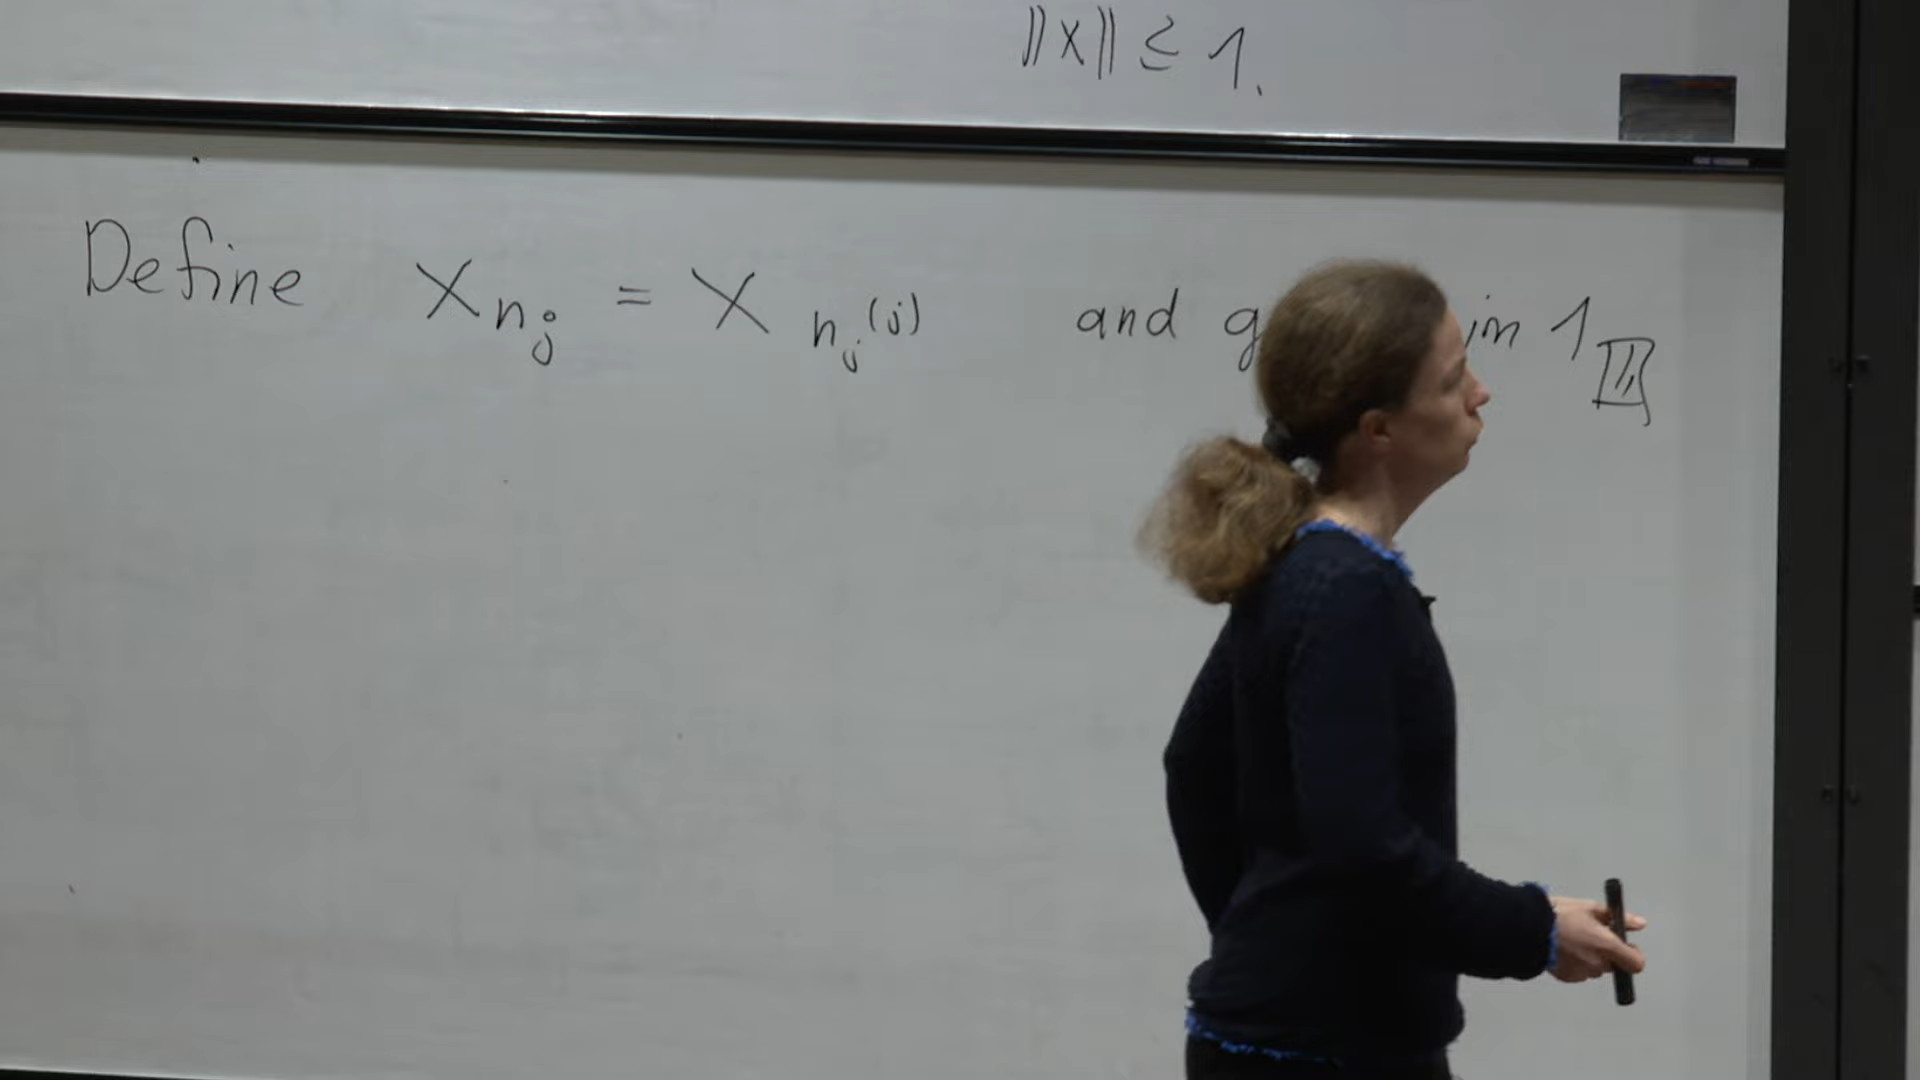 ||x|| ≤ 1.
Define x_{n_j} = x_{n_j^{(j)}} and in 1